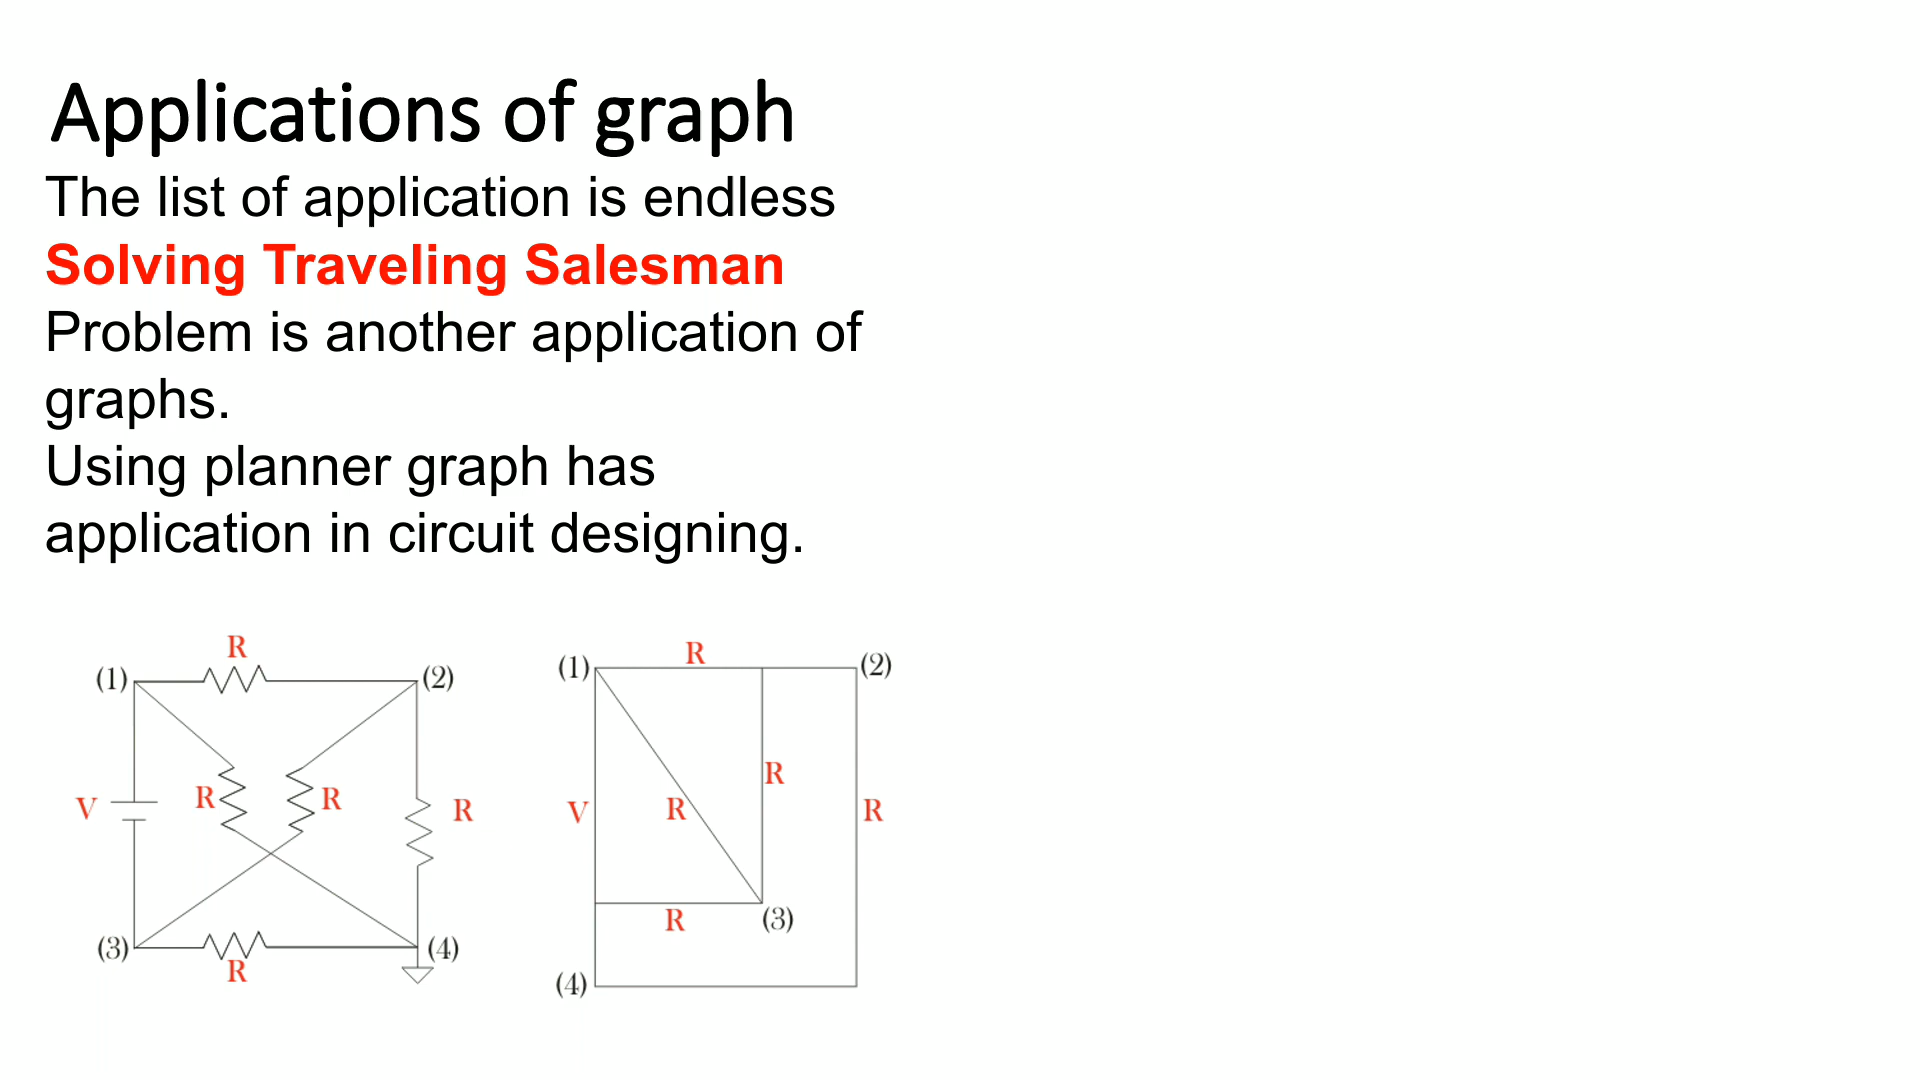 Applications of graph
The list of application is endless
Solving Traveling Salesman
Problem is another application of
graphs.
Using planner graph has
application in circuit designing.
R
(1)
(2)
V
R
R
R
(3)
(4)
R
R
(1)
(2)
R
V
R
R
R
(3)
(4)